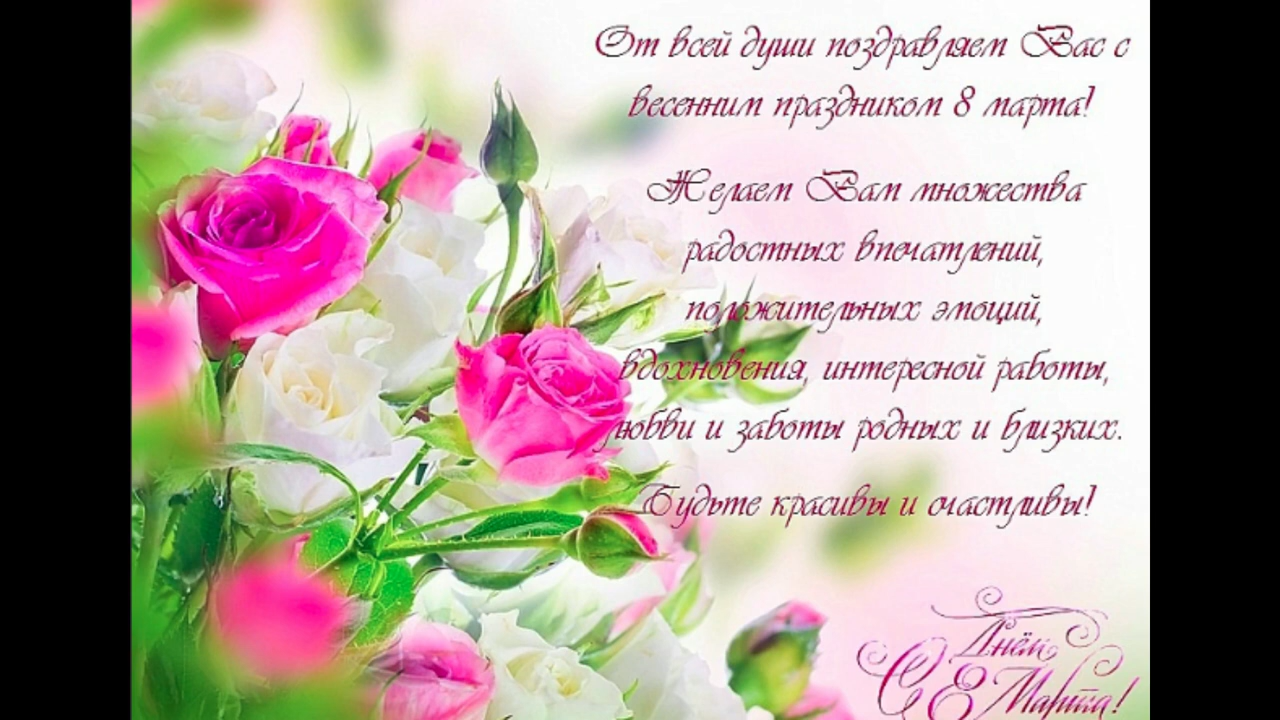 От всей души поздравляем Вас с
весенним праздником 8 марта!
Желаем Вам множества
радостных впечатлений,
положительных эмоций,
вдохновения, интересной работы,
любви и заботы родных и близких.
Будьте красивы и счастливы!
С Днём
8 Марта!